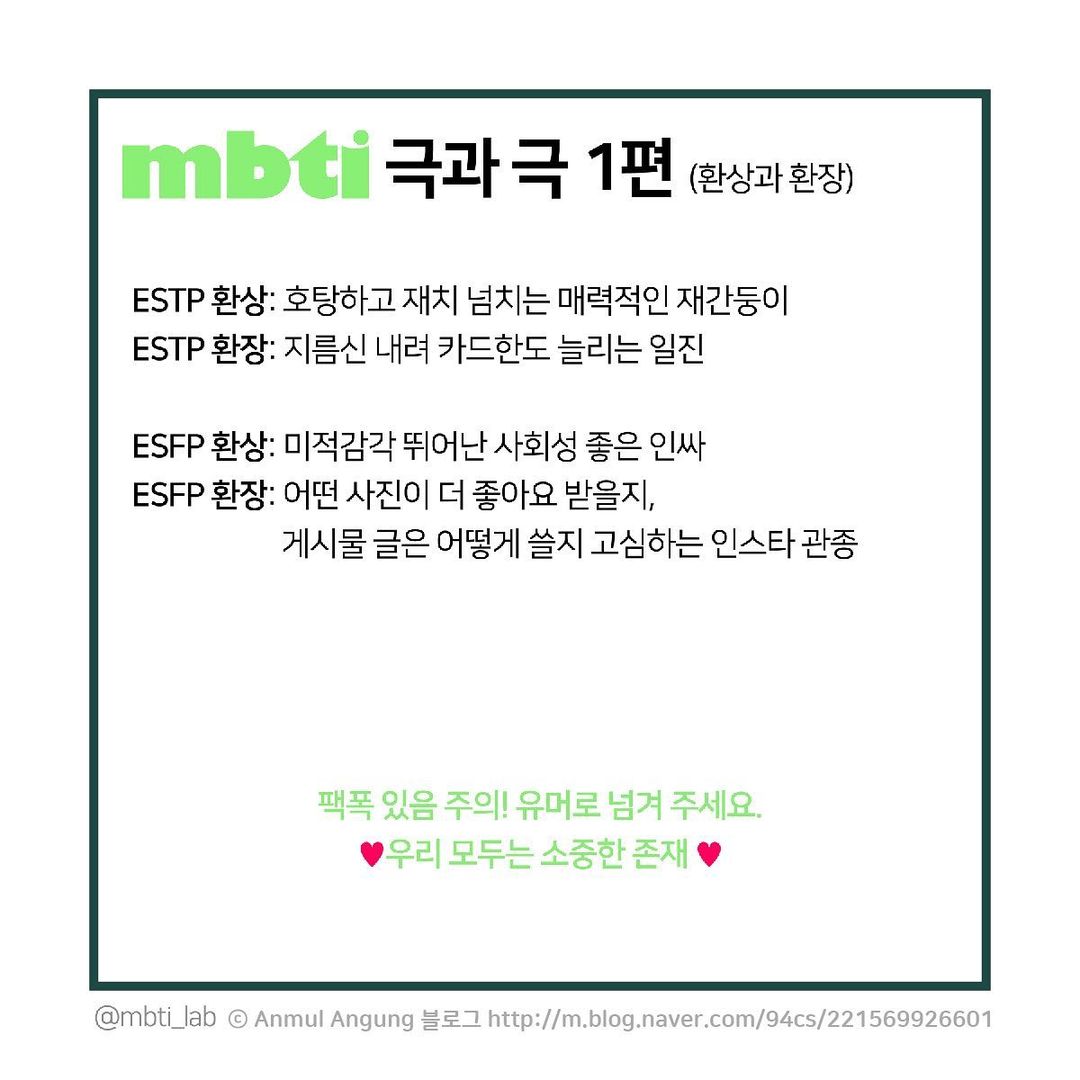 mbti 극과 극 1편 (환상과 환장)
ESTP 환상: 호탕하고 재치 넘치는 매력적인 재간둥이
ESTP 환장: 지름신 내려 카드한도 늘리는 일진
ESFP 환상: 미적감각 뛰어난 사회성 좋은 인싸
ESFP 환장: 어떤 사진이 더 좋아요 받을지,
게시물 글은 어떻게 쓸지 고심하는 인스타 관종
팩폭 있음 주의! 유머로 넘겨 주세요.
♥우리 모두는 소중한 존재 ♥
@mbti_lab © Anmul Angung 블로그 http://m.blog.naver.com/94cs/221569926601